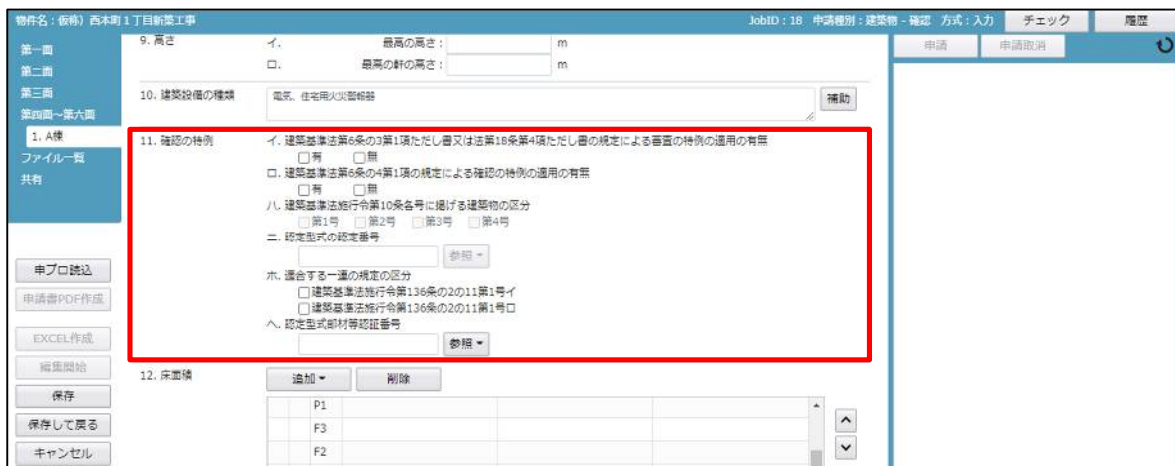 物件名：仮称）西本町１丁目新築工事
JobID：18　申請種別：建築物 - 確認　方式：入力
チェック
履歴
第一面
第二面
第三面
第四面～第六面
1. A棟
ファイル一覧
共有
申プロ読込
申請書PDF作成
EXCEL作成
編集開始
保存
保存して戻る
キャンセル
9. 高さ
イ.　最高の高さ：　m
ロ.　最高の軒の高さ：　m
10. 建築設備の種類
電気、住宅用火災警報器
補助
11. 確認の特例
イ. 建築基準法第6条の3第1項ただし書又は法第18条第4項ただし書の規定による審査の特例の適用の有無
有　無
ロ. 建築基準法第6条の4第1項の規定による確認の特例の適用の有無
有　無
ハ. 建築基準法施行令第10条各号に掲げる建築物の区分
第1号　第2号　第3号　第4号
ニ. 認定型式の認定番号
参照
ホ. 適合する一連の規定の区分
建築基準法施行令第136条の2の11第1号イ
建築基準法施行令第136条の2の11第1号ロ
ヘ. 認定型式部材等認証番号
参照
12. 床面積
追加
削除
P1
F3
F2
申請
申請取消